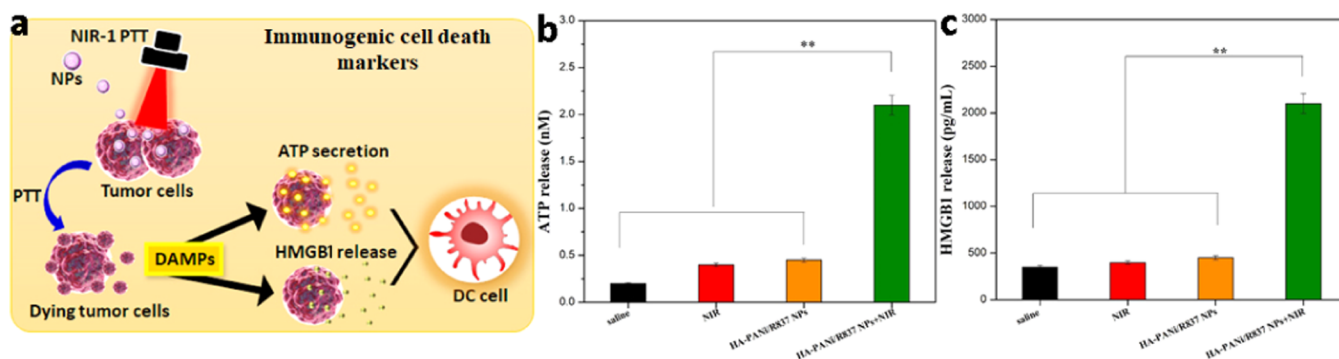 a
NIR-1 PTT
NPs
Immunogenic cell death
markers
Tumor cells
PTT
ATP secretion
DAMPs
HMGB1 release
Dying tumor cells
DC cell
b
ATP release (nM)
3.0
2.5
2.0
1.5
1.0
0.5
0.0
**
saline
NIR
HA-PANi/R837 NPs
HA-PANi/R837 NPs+NIR
c
HMGB1 release (pg/mL)
3000
2500
2000
1500
1000
500
0
**
saline
NIR
HA-PANi/R837 NPs
HA-PANi/R837 NPs+NIR